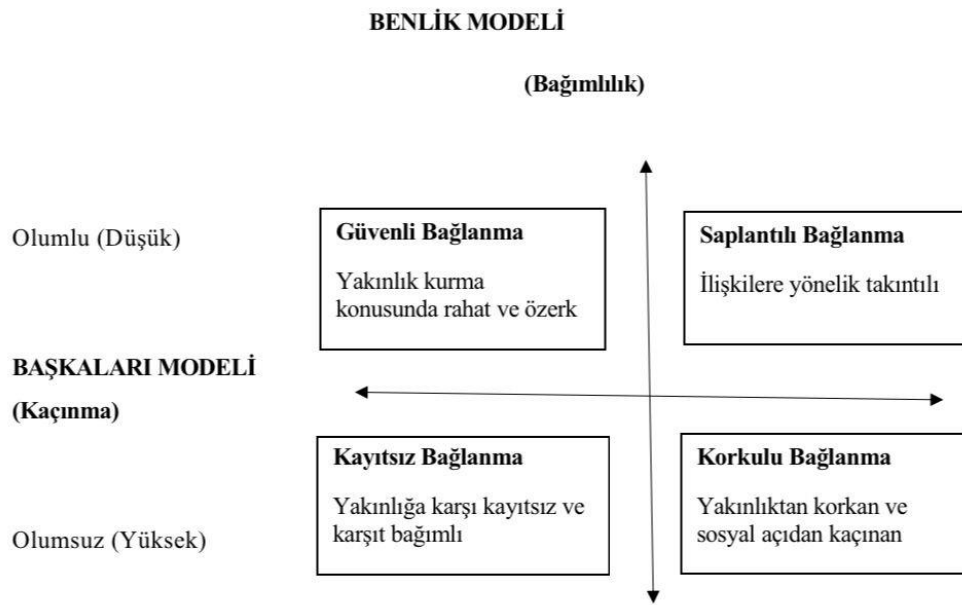 BENLİK MODELİ
(Bağımlılık)
Olumlu (Düşük)
Güvenli Bağlanma
Yakınlık kurma
konusunda rahat ve özerk
Saplantılı Bağlanma
İlişkilere yönelik takıntılı
BAŞKALARI MODELİ
(Kaçınma)
Olumsuz (Yüksek)
Kayıtsız Bağlanma
Yakınlığa karşı kayıtsız ve
karşıt bağımlı
Korkulu Bağlanma
Yakınlıktan korkan ve
sosyal açıdan kaçınan